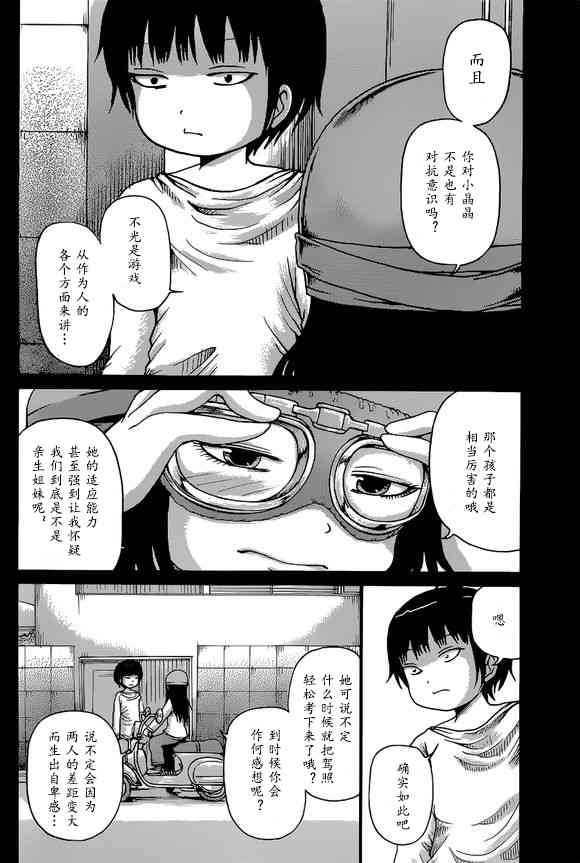 而且
你对小晶晶
不是也有
对抗意识吗？
不光是游戏
从作为人的
各个方面来讲…
那个孩子都是
相当厉害的哦
她的适应能力
甚至强到让我怀疑
我们到底是不是
亲生姐妹呢~
嗯
确实如此吧
她可说不定
什么时候就把驾照
轻松考下来了哦？
到时候你会
作何感想呢？
说不定会因为
两人的差距变大
而生出自卑感…